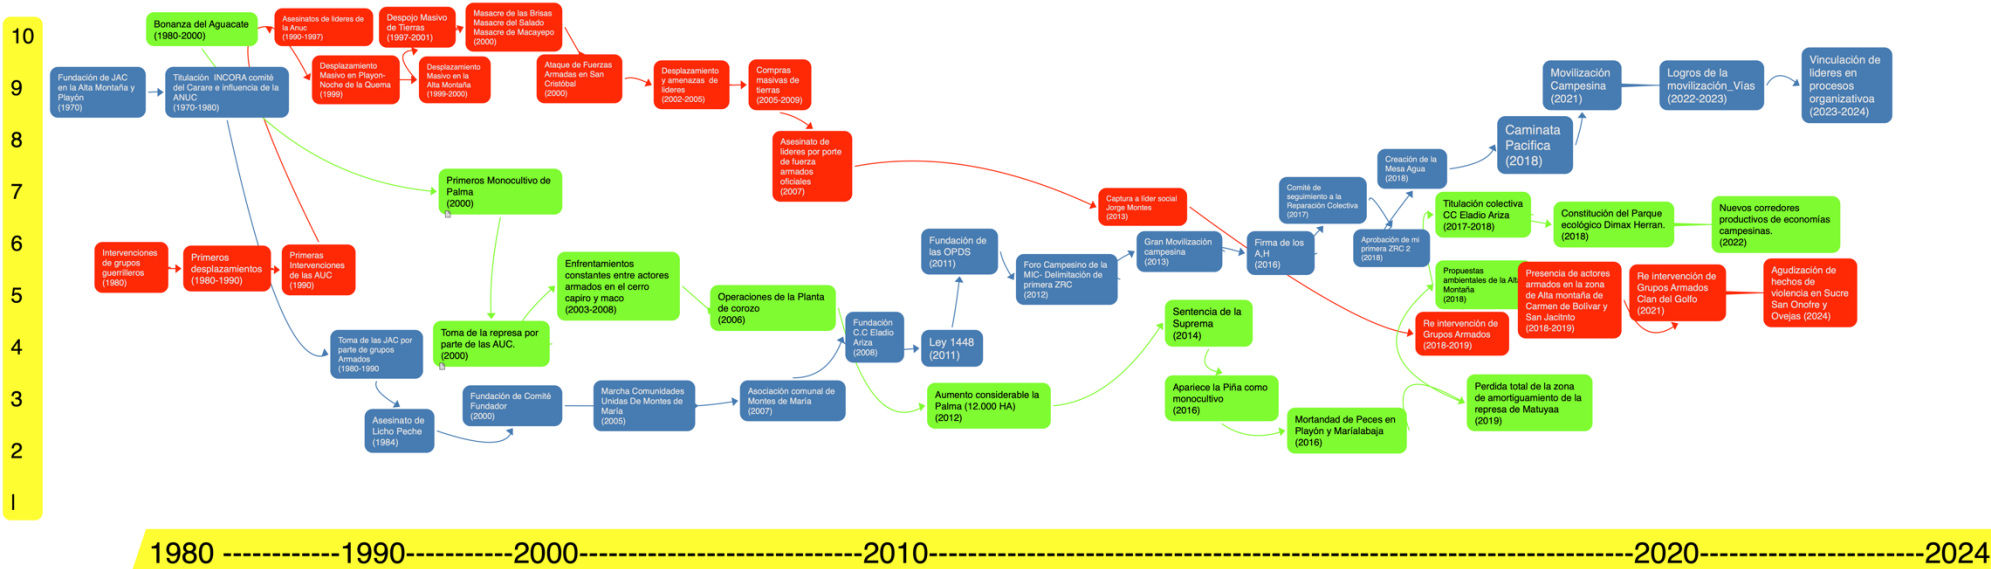 10
9
8
7
6
5
4
3
2
I
Bonanza del Aguacate
(1980-2000)
Asesinatos de lideres de
la Anuc
(1990-1997)
Despojo Masivo
de Tierras
(1997-2001)
Masacre de las Brisas
Masacre del Salado
Masacre de Macayepo
(2000)
Fundación de JAC
en la Alta Montaña y
Playón
(1970)
Titulación INCORA comité
del Carare e influencia de la
ANUC
(1970-1980)
Desplazamiento
Masivo en Playon-
Noche de la Quema
(1999)
Desplazamiento
Masivo en la
Alta Montaña
(1999-2000)
Ataque de Fuerzas
Armadas en San
Cristóbal
(2000)
Desplazamiento
y amenazas de
lideres
(2002-2005)
Compras
masivas de
tierras
(2005-2009)
Asesinato de
lideres por porte
de fuerza
armados
oficiales
(2007)
Captura a lider social
Jorge Montes
(2013)
Primeros Monocultivo de
Palma
(2000)
Intervenciones
de grupos
guerrilleros
(1980)
Primeros
desplazamientos
(1980-1990)
Primeras
Intervenciones
de las AUC
(1990)
Enfrentamientos
constantes entre actores
armados en el cerro
capiro y maco
(2003-2008)
Operaciones de la Planta
de corozo
(2006)
Toma de la represa por
parte de las AUC.
(2000)
Toma de las JAC por
parte de grupos
Armados
(1980-1990
Asesinato de
Licho Peche
(1984)
Fundación de Comité
Fundador
(2000)
Marcha Comunidades
Unidas De Montes de
María
(2005)
Asociación comunal de
Montes de María
(2007)
Fundación
C.C Eladio
Ariza
(2008)
Ley 1448
(2011)
Fundación de
las OPDS
(2011)
Foro Campesino de la
MIC- Delimitación de
primera ZRC
(2012)
Gran Movilización
campesina
(2013)
Firma de los
A,H
(2016)
Comité de
seguimiento a la
Reparación Colectiva
(2017)
Aprobación de mi
primera ZRC 2
(2018)
Creación de la
Mesa Agua
(2018)
Caminata
Pacifica
(2018)
Movilización
Campesina
(2021)
Logros de la
movilización_Vías
(2022-2023)
Vinculación de
lideres en
procesos
organizativoa
(2023-2024)
Aumento considerable la
Palma (12.000 HA)
(2012)
Sentencia de la
Suprema
(2014)
Apariece la Piña como
monocultivo
(2016)
Mortandad de Peces en
Playón y Maríalabaja
(2016)
Titulación colectiva
CC Eladio Ariza
(2017-2018)
Constitución del Parque
ecológico Dimax Herran.
(2018)
Nuevos corredores
productivos de economías
campesinas.
(2022)
Propuestas
ambientales de la Alta
Montaña
(2018)
Presencia de actores
armados en la zona
de Alta montaña de
Carmen de Bolívar y
San Jacitnto
(2018-2019)
Re intervención de
Grupos Armados
Clan del Golfo
(2021)
Agudización de
hechos de
violencia en Sucre
San Onofre y
Ovejas (2024)
Re intervención de
Grupos Armados
(2018-2019)
Perdida total de la zona
de amortiguamiento de la
represa de Matuyaa
(2019)
1980 ------------1990-----------2000-----------------------------2010------------------------------------------------------------------------2020-----------------------2024